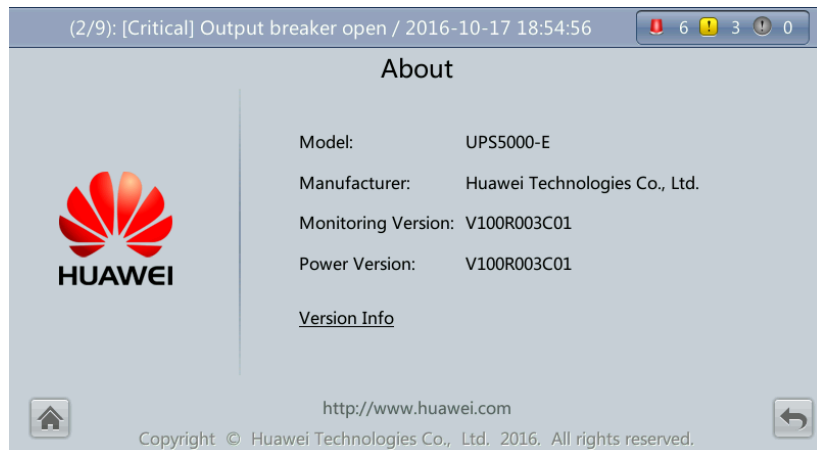 (2/9): [Critical] Output breaker open / 2016-10-17 18:54:56 6 ! 3 ! 0
About
Model: UPS5000-E
Manufacturer: Huawei Technologies Co., Ltd.
Monitoring Version: V100R003C01
Power Version: V100R003C01
HUAWEI
Version Info
http://www.huawei.com
Copyright © Huawei Technologies Co., Ltd. 2016. All rights reserved.